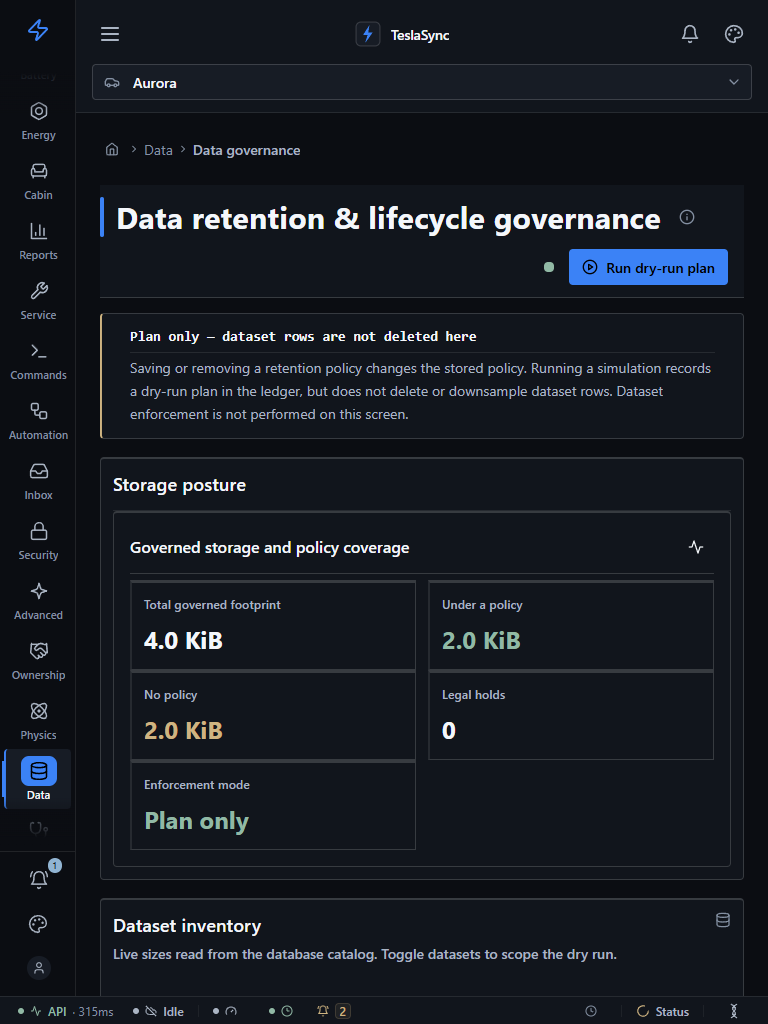 TeslaSync
Aurora
Battery
Energy
Cabin
Reports
Service
Commands
Automation
Inbox
Security
Advanced
Ownership
Physics
Data
1
Data
Data governance
Data retention & lifecycle governance
Run dry-run plan
Plan only — dataset rows are not deleted here
Saving or removing a retention policy changes the stored policy. Running a simulation records
a dry-run plan in the ledger, but does not delete or downsample dataset rows. Dataset
enforcement is not performed on this screen.
Storage posture
Governed storage and policy coverage
Total governed footprint
4.0 KiB
Under a policy
2.0 KiB
No policy
2.0 KiB
Legal holds
0
Enforcement mode
Plan only
Dataset inventory
Live sizes read from the database catalog. Toggle datasets to scope the dry run.
API · 315ms
Idle
2
Status